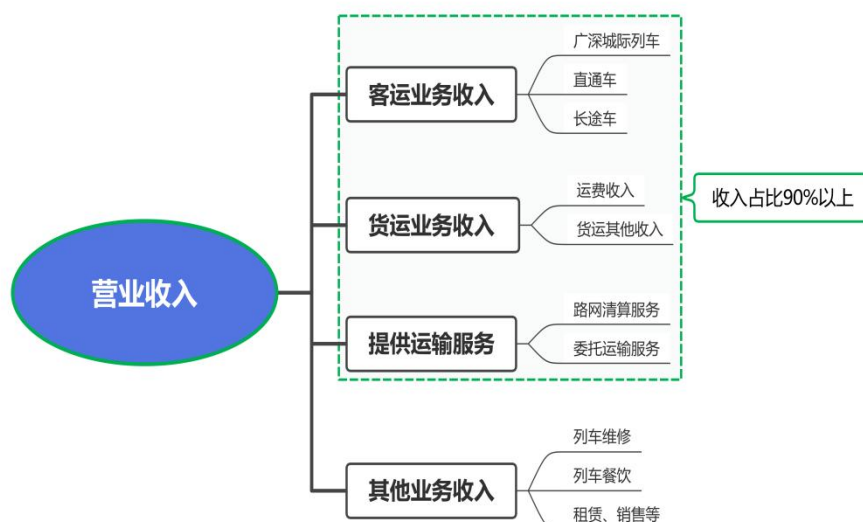 营业收入
客运业务收入
广深城际列车
直通车
长途车
货运业务收入
运费收入
货运其他收入
提供运输服务
路网清算服务
委托运输服务
其他业务收入
列车维修
列车餐饮
租赁、销售等
收入占比90%以上